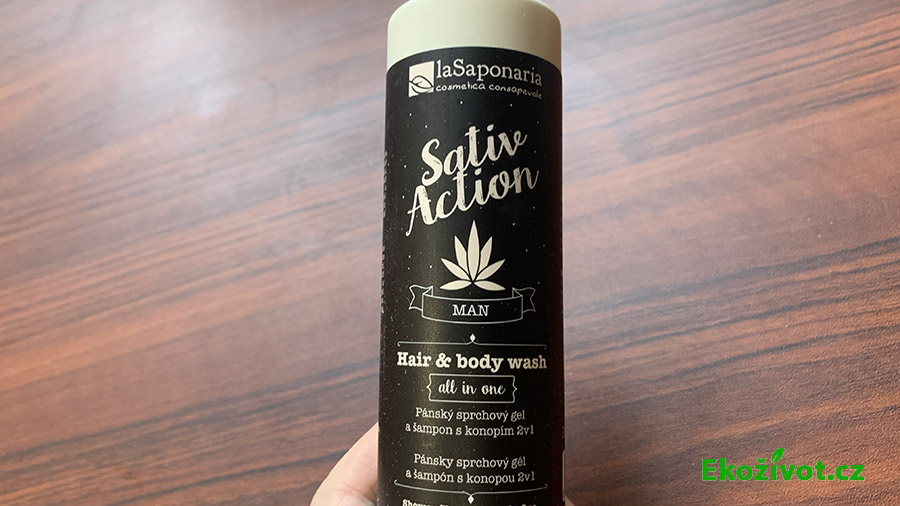 laSaponaria
cosmetica consapevole
Sativ
Action
MAN
Hair & body wash
all in one
Pánský sprchový gel
a šampon s konopím 2v1
Pánsky sprchový gél
a šampón s konopou 2v1
Ekoživot.cz